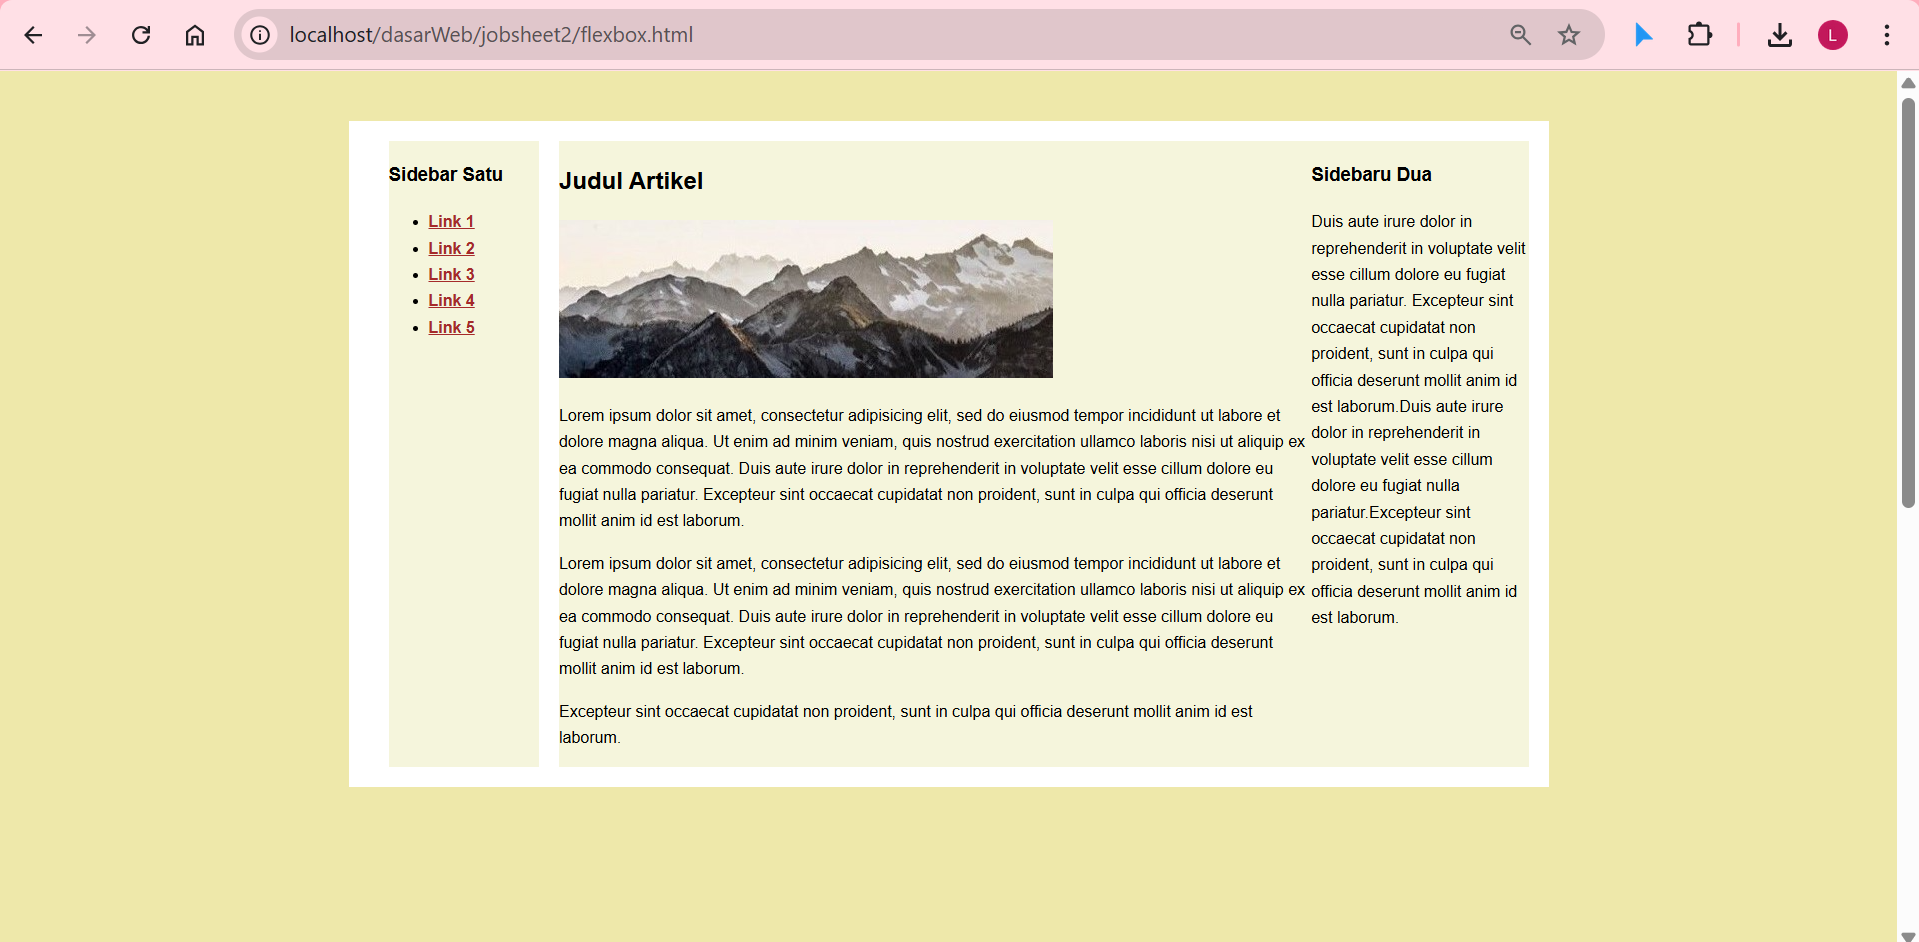 localhost/dasarWeb/jobsheet2/flexbox.html
L
Sidebar Satu
Link 1
Link 2
Link 3
Link 4
Link 5
Judul Artikel
Lorem ipsum dolor sit amet, consectetur adipisicing elit, sed do eiusmod tempor incididunt ut labore et
dolore magna aliqua. Ut enim ad minim veniam, quis nostrud exercitation ullamco laboris nisi ut aliquip ex
ea commodo consequat. Duis aute irure dolor in reprehenderit in voluptate velit esse cillum dolore eu
fugiat nulla pariatur. Excepteur sint occaecat cupidatat non proident, sunt in culpa qui officia deserunt
mollit anim id est laborum.
Lorem ipsum dolor sit amet, consectetur adipisicing elit, sed do eiusmod tempor incididunt ut labore et
dolore magna aliqua. Ut enim ad minim veniam, quis nostrud exercitation ullamco laboris nisi ut aliquip ex
ea commodo consequat. Duis aute irure dolor in reprehenderit in voluptate velit esse cillum dolore eu
fugiat nulla pariatur. Excepteur sint occaecat cupidatat non proident, sunt in culpa qui officia deserunt
mollit anim id est laborum.
Excepteur sint occaecat cupidatat non proident, sunt in culpa qui officia deserunt mollit anim id est
laborum.
Sidebaru Dua
Duis aute irure dolor in
reprehenderit in voluptate velit
esse cillum dolore eu fugiat
nulla pariatur. Excepteur sint
occaecat cupidatat non
proident, sunt in culpa qui
officia deserunt mollit anim id
est laborum.Duis aute irure
dolor in reprehenderit in
voluptate velit esse cillum
dolore eu fugiat nulla
pariatur.Excepteur sint
occaecat cupidatat non
proident, sunt in culpa qui
officia deserunt mollit anim id
est laborum.